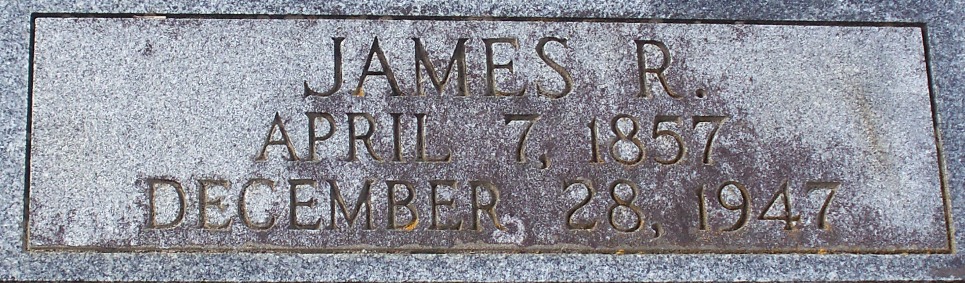 JAMES R.
APRIL 7, 1857
DECEMBER 28, 1947